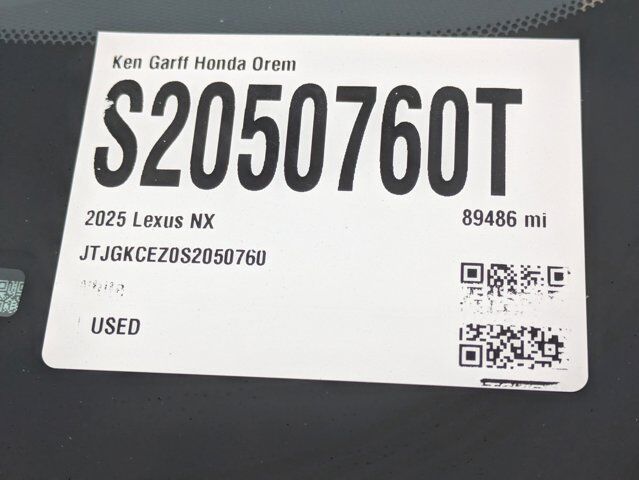 Ken Garff Honda Orem
S2050760T
2025 Lexus NX
89486 mi
JTJGKCEZ0S2050760
USED